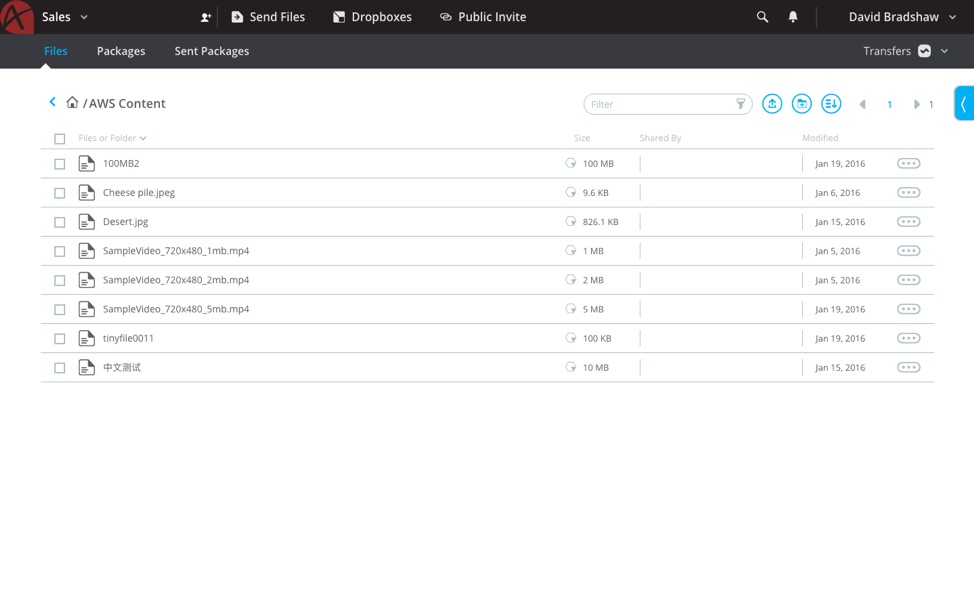 Sales Send Files Dropboxes Public Invite David Bradshaw
Files Packages Sent Packages Transfers
/ AWS Content Filter 1 1
Files or Folder Size Shared By Modified
100MB2 100 MB Jan 19, 2016
Cheese pile.jpeg 9.6 KB Jan 6, 2016
Desert.jpg 826.1 KB Jan 15, 2016
SampleVideo_720x480_1mb.mp4 1 MB Jan 5, 2016
SampleVideo_720x480_2mb.mp4 2 MB Jan 5, 2016
SampleVideo_720x480_5mb.mp4 5 MB Jan 19, 2016
tinyfile0011 100 KB Jan 19, 2016
中文测试 10 MB Jan 15, 2016